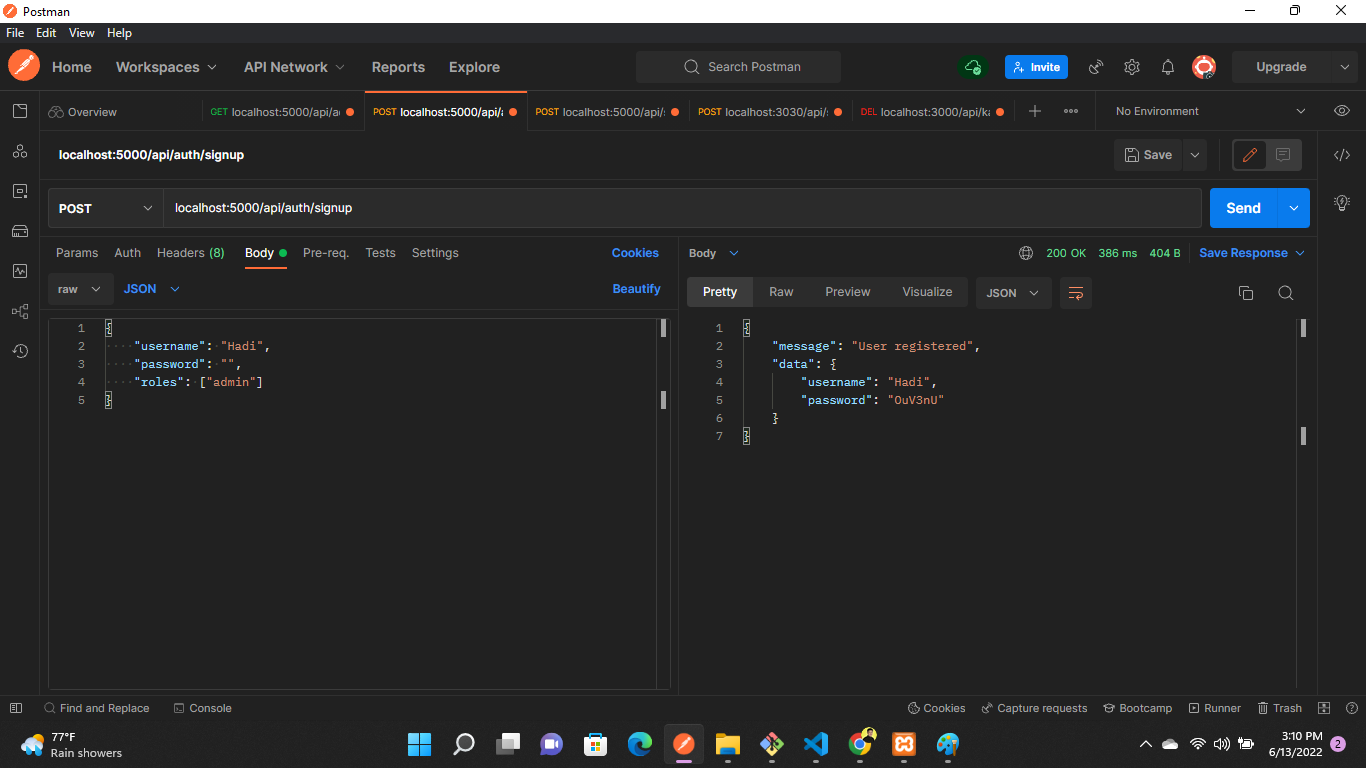 Postman
File Edit View Help
Home Workspaces API Network Reports Explore Search Postman Invite Upgrade
Overview GET localhost:5000/api/a POST localhost:5000/api/a POST localhost:5000/api/s POST localhost:3030/api/s DEL localhost:3000/api/ka No Environment
localhost:5000/api/auth/signup Save
POST localhost:5000/api/auth/signup Send
Params Auth Headers (8) Body Pre-req. Tests Settings Cookies
raw JSON Beautify
1 {
2 "username": "Hadi",
3 "password": "",
4 "roles": ["admin"]
5 }
Body 200 OK 386 ms 404 B Save Response
Pretty Raw Preview Visualize JSON
1 {
2 "message": "User registered",
3 "data": {
4 "username": "Hadi",
5 "password": "OuV3nU"
6 }
7 }
Find and Replace Console Cookies Capture requests Bootcamp Runner Trash
77°F
Rain showers
3:10 PM
6/13/2022 2